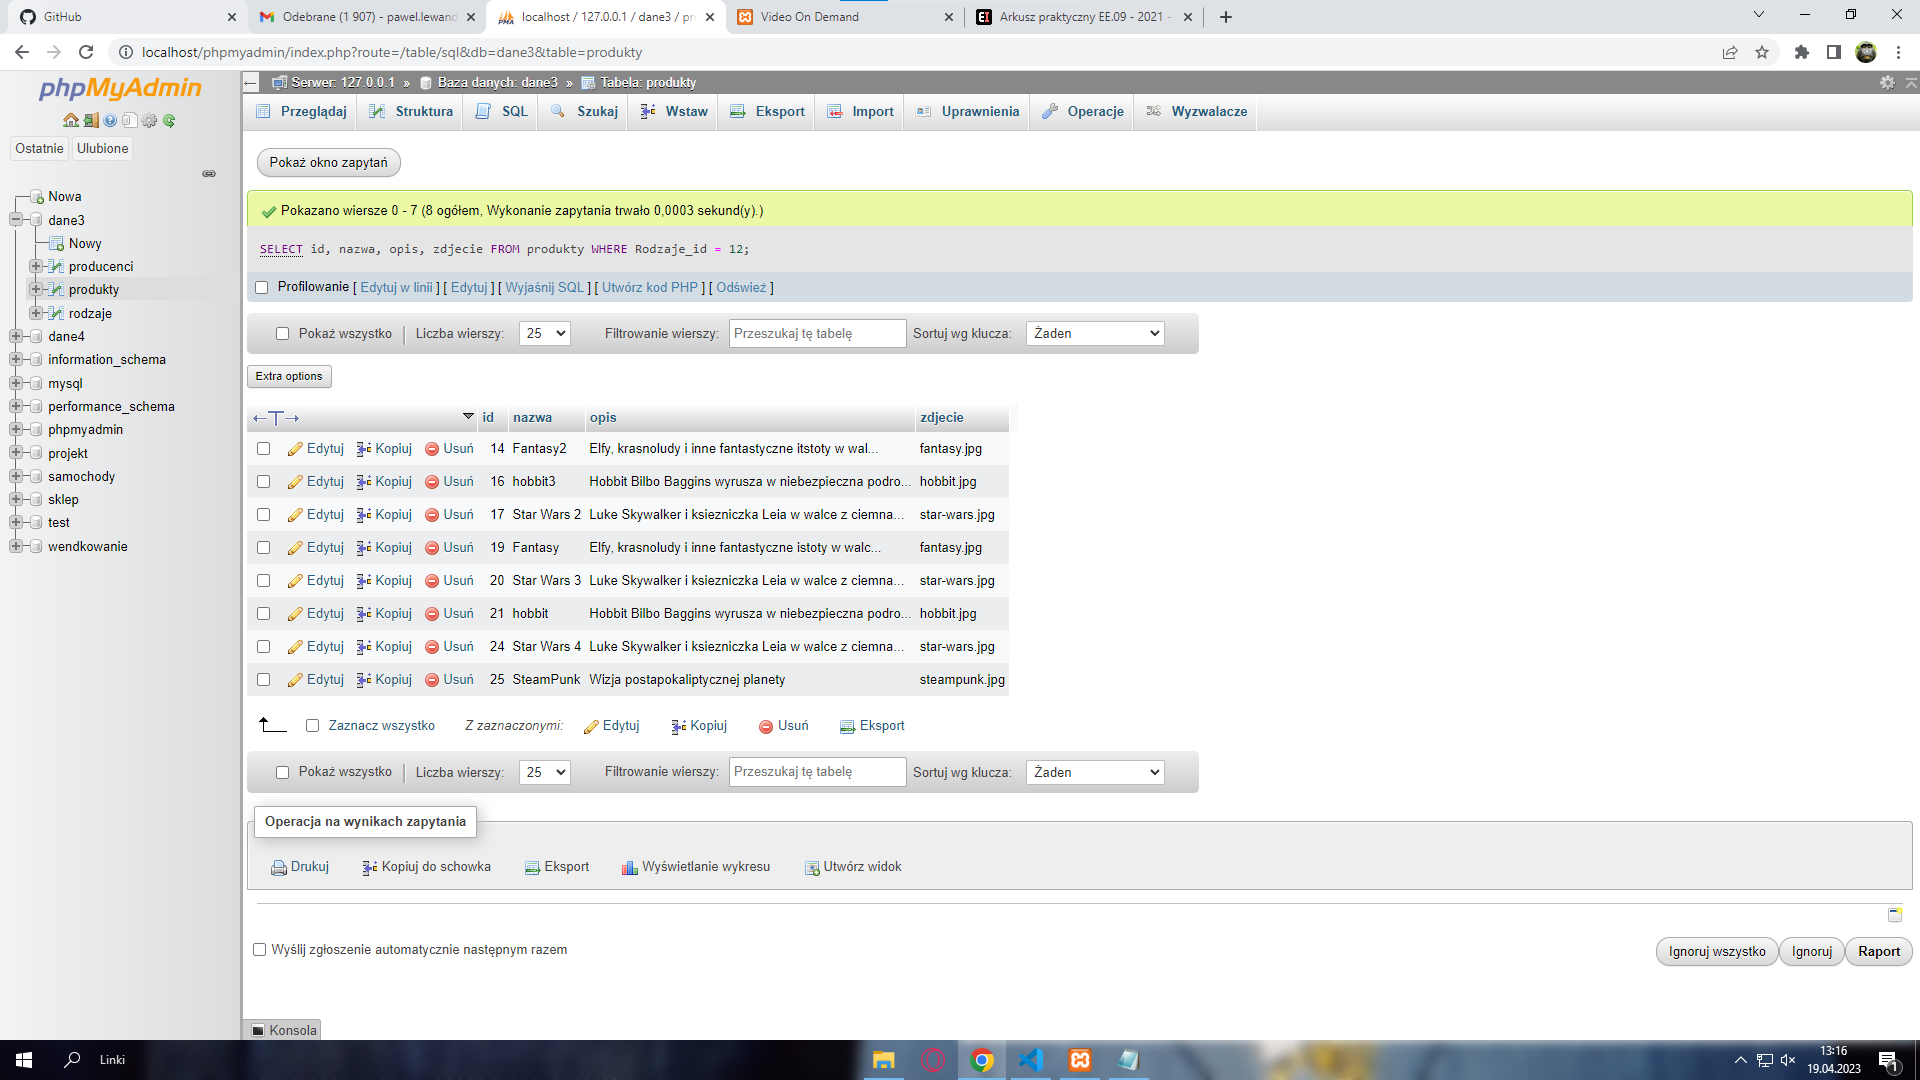 GitHub
Odebrane (1 907) - pawel.lewand
localhost / 127.0.0.1 / dane3 / pro
Video On Demand
Arkusz praktyczny EE.09 - 2021 -
localhost/phpmyadmin/index.php?route=/table/sql&db=dane3&table=produkty
phpMyAdmin
Ostatnie Ulubione
Nowa
dane3
Nowy
producenci
produkty
rodzaje
dane4
information_schema
mysql
performance_schema
phpmyadmin
projekt
samochody
sklep
test
wendkowanie
Serwer: 127.0.0.1 » Baza danych: dane3 » Tabela: produkty
Przeglądaj Struktura SQL Szukaj Wstaw Eksport Import Uprawnienia Operacje Wyzwalacze
Pokaż okno zapytań
Pokazano wiersze 0 - 7 (8 ogółem, Wykonanie zapytania trwało 0,0003 sekund(y).)
SELECT id, nazwa, opis, zdjecie FROM produkty WHERE Rodzaje_id = 12;
Profilowanie [ Edytuj w linii ] [ Edytuj ] [ Wyjaśnij SQL ] [ Utwórz kod PHP ] [ Odśwież ]
Pokaż wszystko Liczba wierszy: 25 Filtrowanie wierszy: Przeszukaj tę tabelę Sortuj wg klucza: Żaden
Extra options
←T→ id nazwa opis zdjecie
Edytuj Kopiuj Usuń 14 Fantasy2 Elfy, krasnoludy i inne fantastyczne itstoty w wal... fantasy.jpg
Edytuj Kopiuj Usuń 16 hobbit3 Hobbit Bilbo Baggins wyrusza w niebezpieczna podro... hobbit.jpg
Edytuj Kopiuj Usuń 17 Star Wars 2 Luke Skywalker i ksiezniczka Leia w walce z ciemna... star-wars.jpg
Edytuj Kopiuj Usuń 19 Fantasy Elfy, krasnoludy i inne fantastyczne istoty w walc... fantasy.jpg
Edytuj Kopiuj Usuń 20 Star Wars 3 Luke Skywalker i ksiezniczka Leia w walce z ciemna... star-wars.jpg
Edytuj Kopiuj Usuń 21 hobbit Hobbit Bilbo Baggins wyrusza w niebezpieczna podro... hobbit.jpg
Edytuj Kopiuj Usuń 24 Star Wars 4 Luke Skywalker i ksiezniczka Leia w walce z ciemna... star-wars.jpg
Edytuj Kopiuj Usuń 25 SteamPunk Wizja postapokaliptycznej planety steampunk.jpg
Zaznacz wszystko Z zaznaczonymi: Edytuj Kopiuj Usuń Eksport
Pokaż wszystko Liczba wierszy: 25 Filtrowanie wierszy: Przeszukaj tę tabelę Sortuj wg klucza: Żaden
Operacja na wynikach zapytania
Drukuj Kopiuj do schowka Eksport Wyświetlanie wykresu Utwórz widok
Wyślij zgłoszenie automatycznie następnym razem
Ignoruj wszystko Ignoruj Raport
Konsola
Linki
13:16
19.04.2023
1